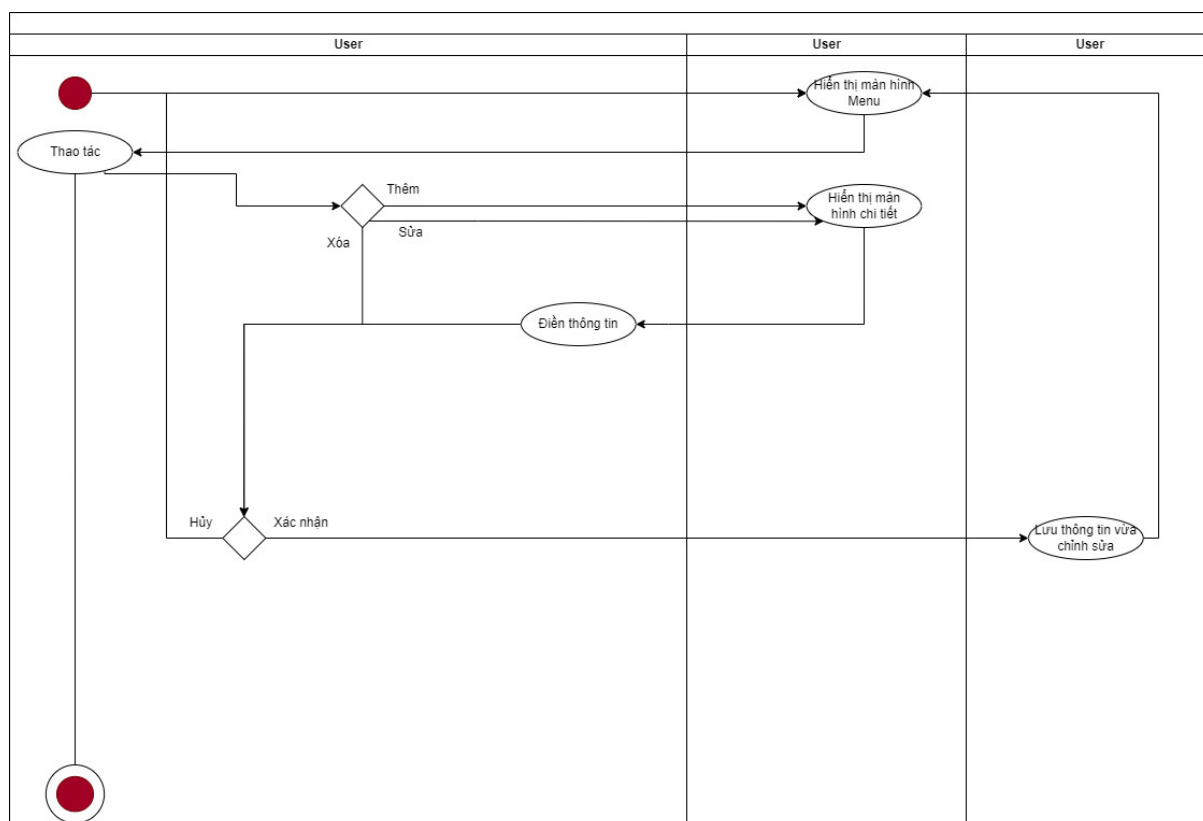 User
User
User
Hiển thị màn hình
Menu
Thao tác
Thêm
Hiển thị màn
hình chi tiết
Sửa
Xóa
Điền thông tin
Hủy
Xác nhận
Lưu thông tin vừa
chỉnh sửa